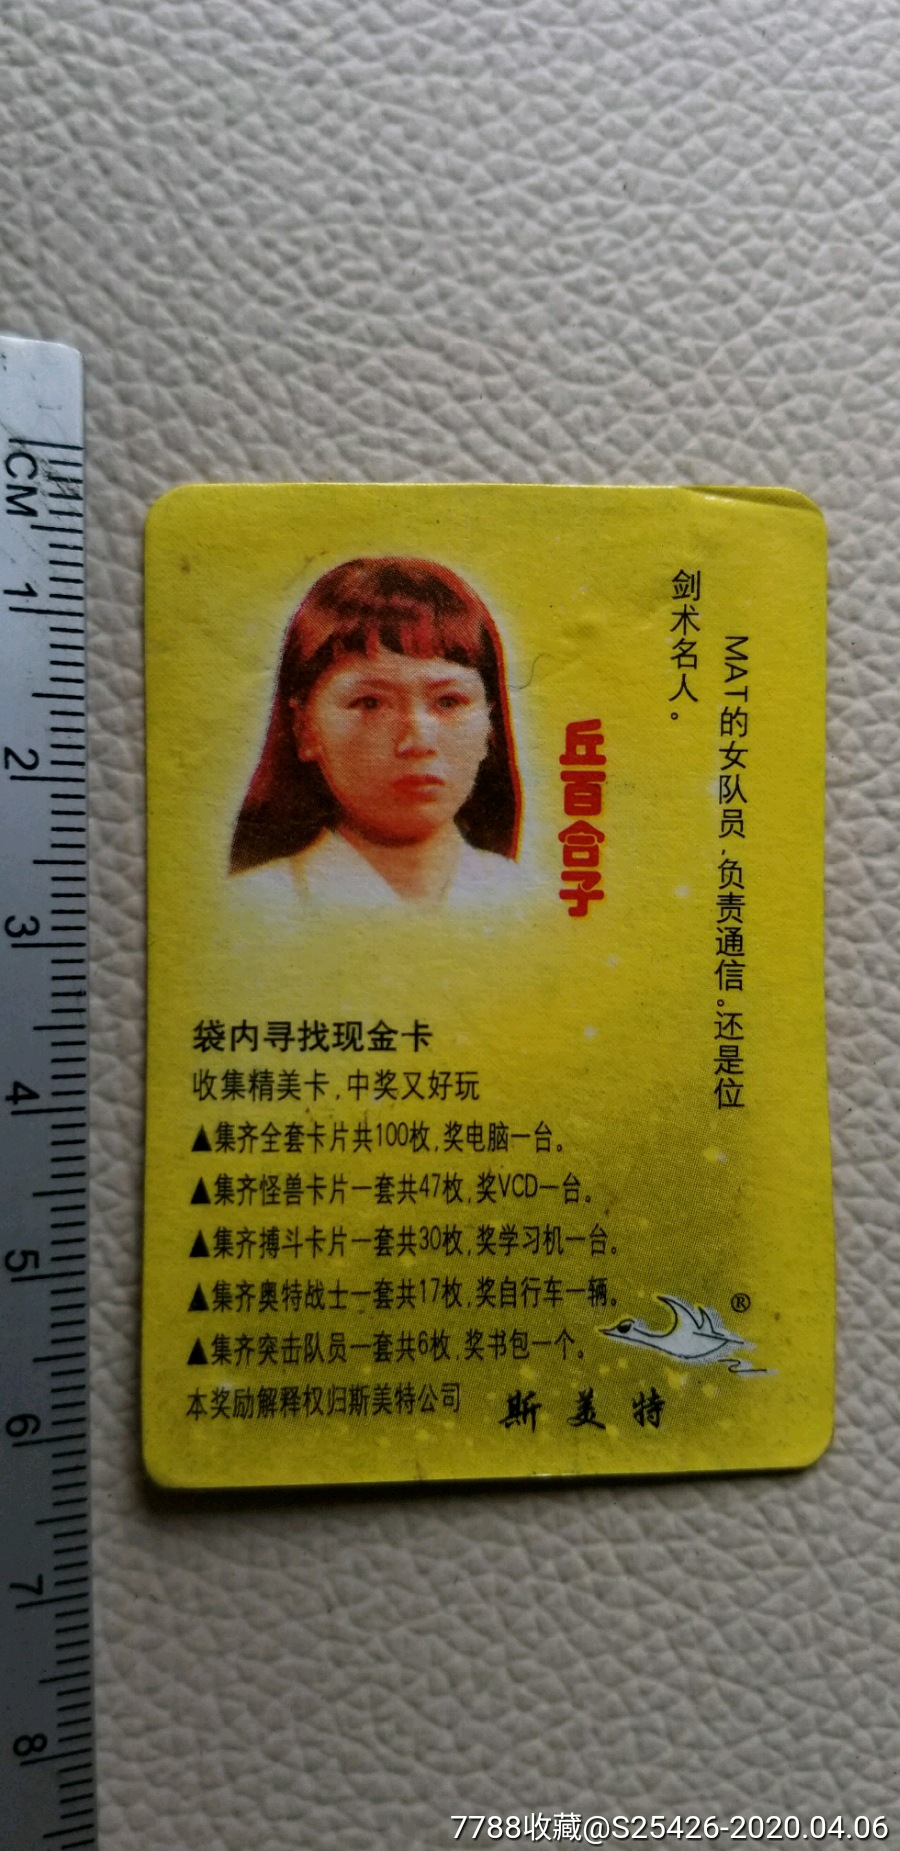 MAT的女队员,负责通信。还是位
剑术名人。
丘百合子
袋内寻找现金卡
收集精美卡,中奖又好玩
▲集齐全套卡片共100枚,奖电脑一台。
▲集齐怪兽卡片一套共47枚,奖VCD一台。
▲集齐搏斗卡片一套共30枚,奖学习机一台。
▲集齐奥特战士一套共17枚,奖自行车一辆。
▲集齐突击队员一套共6枚,奖书包一个。
本奖励解释权归斯美特公司
斯美特
®
CM
1
2
3
4
5
6
7
8
7788收藏@S25426-2020.04.06